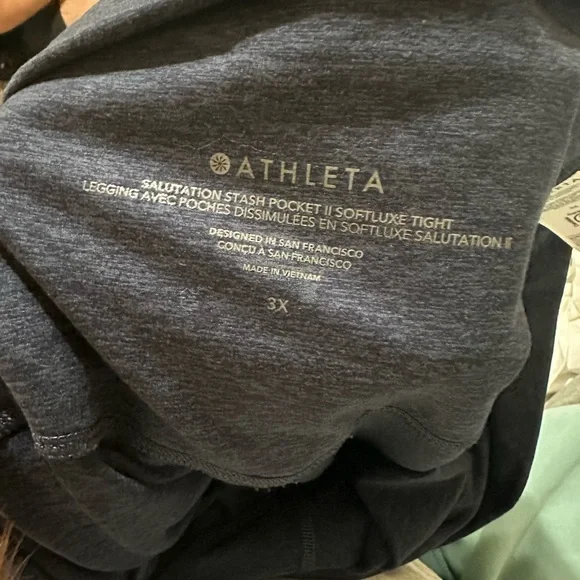 ATHLETA
SALUTATION STASH POCKET II SOFTLUXE TIGHT
LEGGING AVEC POCHES DISSIMULÉES EN SOFTLUXE SALUTATION II
DESIGNED IN SAN FRANCISCO
CONÇU À SAN FRANCISCO
MADE IN VIETNAM
3X